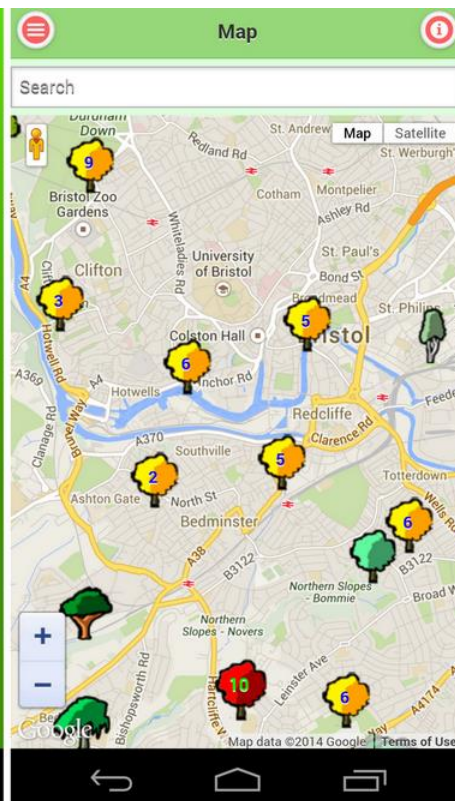 Map
Search
Durdham
Down
St. Andrew
Map
Satellite
Redland Rd
St. Werburgh's
9
Bristol Zoo
Gardens
Cotham
Montpelier
Ashley Rd
Whiteladies Rd
University
of Bristol
St. Paul's
Clifton
Bond St
A4
3
Broadmead
St. Philips
5
Colston Hall
Hotwell Rd
6
A369
A4
Hotwells
Anchor Rd
Redcliffe
Feede
Clanage Rd
Brunel Way
A370
Clarence Rd
Southville
5
2
Totterdown
Ashton Gate
North St
Wells Rd
Bedminster
6
A38
B3122
B3122
Northern Slopes
- Bommie
Broad W
+
Northern
Slopes - Novers
−
Bishopsworth Rd
Hartcliffe V
10
Leinster Ave
6
A4174
Google
Map data ©2014 Google
Terms of Use